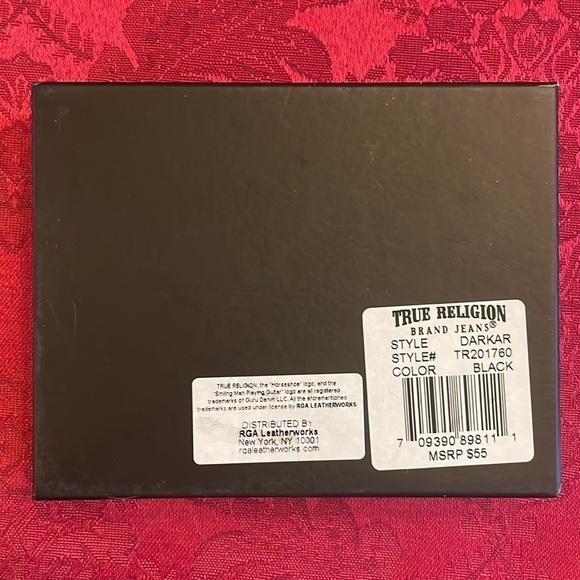 TRUE RELIGION
BRAND JEANS®
STYLE DARKAR
STYLE# TR201760
COLOR BLACK
7 09390 89811 1
MSRP $55
TRUE RELIGION, the "Horseshoe" logo, and the
"Smiling Man Playing Guitar" logo are all registered
trademarks of Guru Denim LLC. All the aforementioned
trademarks are used under license by RGA LEATHERWORKS
DISTRIBUTED BY
RGA Leatherworks
New York, NY 10001
rgaleatherworks.com